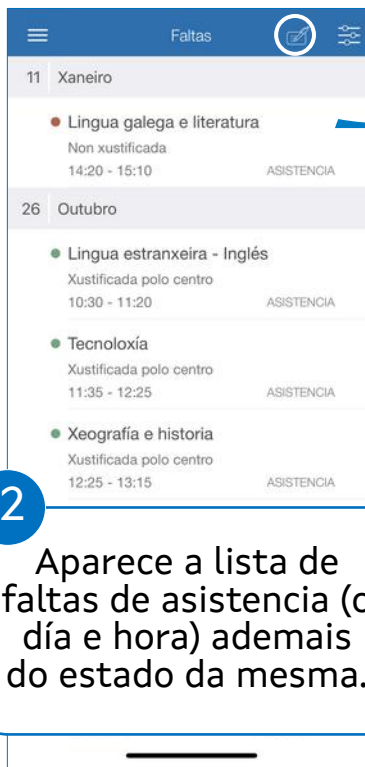 Faltas
11 Xaneiro
Lingua galega e literatura
Non xustificada
14:20 - 15:10 ASISTENCIA
26 Outubro
Lingua estranxeira - Inglés
Xustificada polo centro
10:30 - 11:20 ASISTENCIA
Tecnoloxía
Xustificada polo centro
11:35 - 12:25 ASISTENCIA
Xeografía e historia
Xustificada polo centro
12:25 - 13:15 ASISTENCIA
2
Aparece a lista de
faltas de asistencia (o
día e hora) ademais
do estado da mesma.